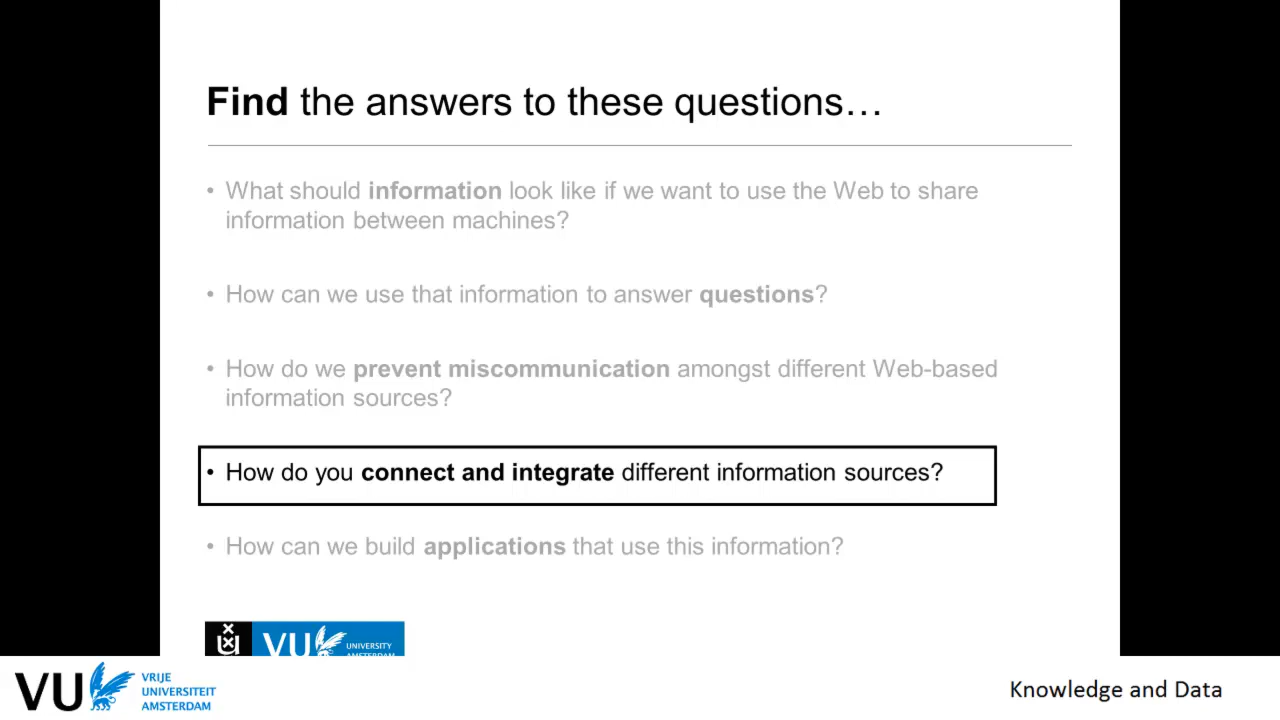 Find the answers to these questions…
• What should information look like if we want to use the Web to share
information between machines?
• How can we use that information to answer questions?
• How do we prevent miscommunication amongst different Web-based
information sources?
• How do you connect and integrate different information sources?
• How can we build applications that use this information?
VU UNIVERSITY
AMSTERDAM
VU VRIJE
UNIVERSITEIT
AMSTERDAM
Knowledge and Data